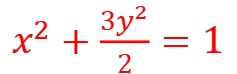 x² + 3y²/2 = 1